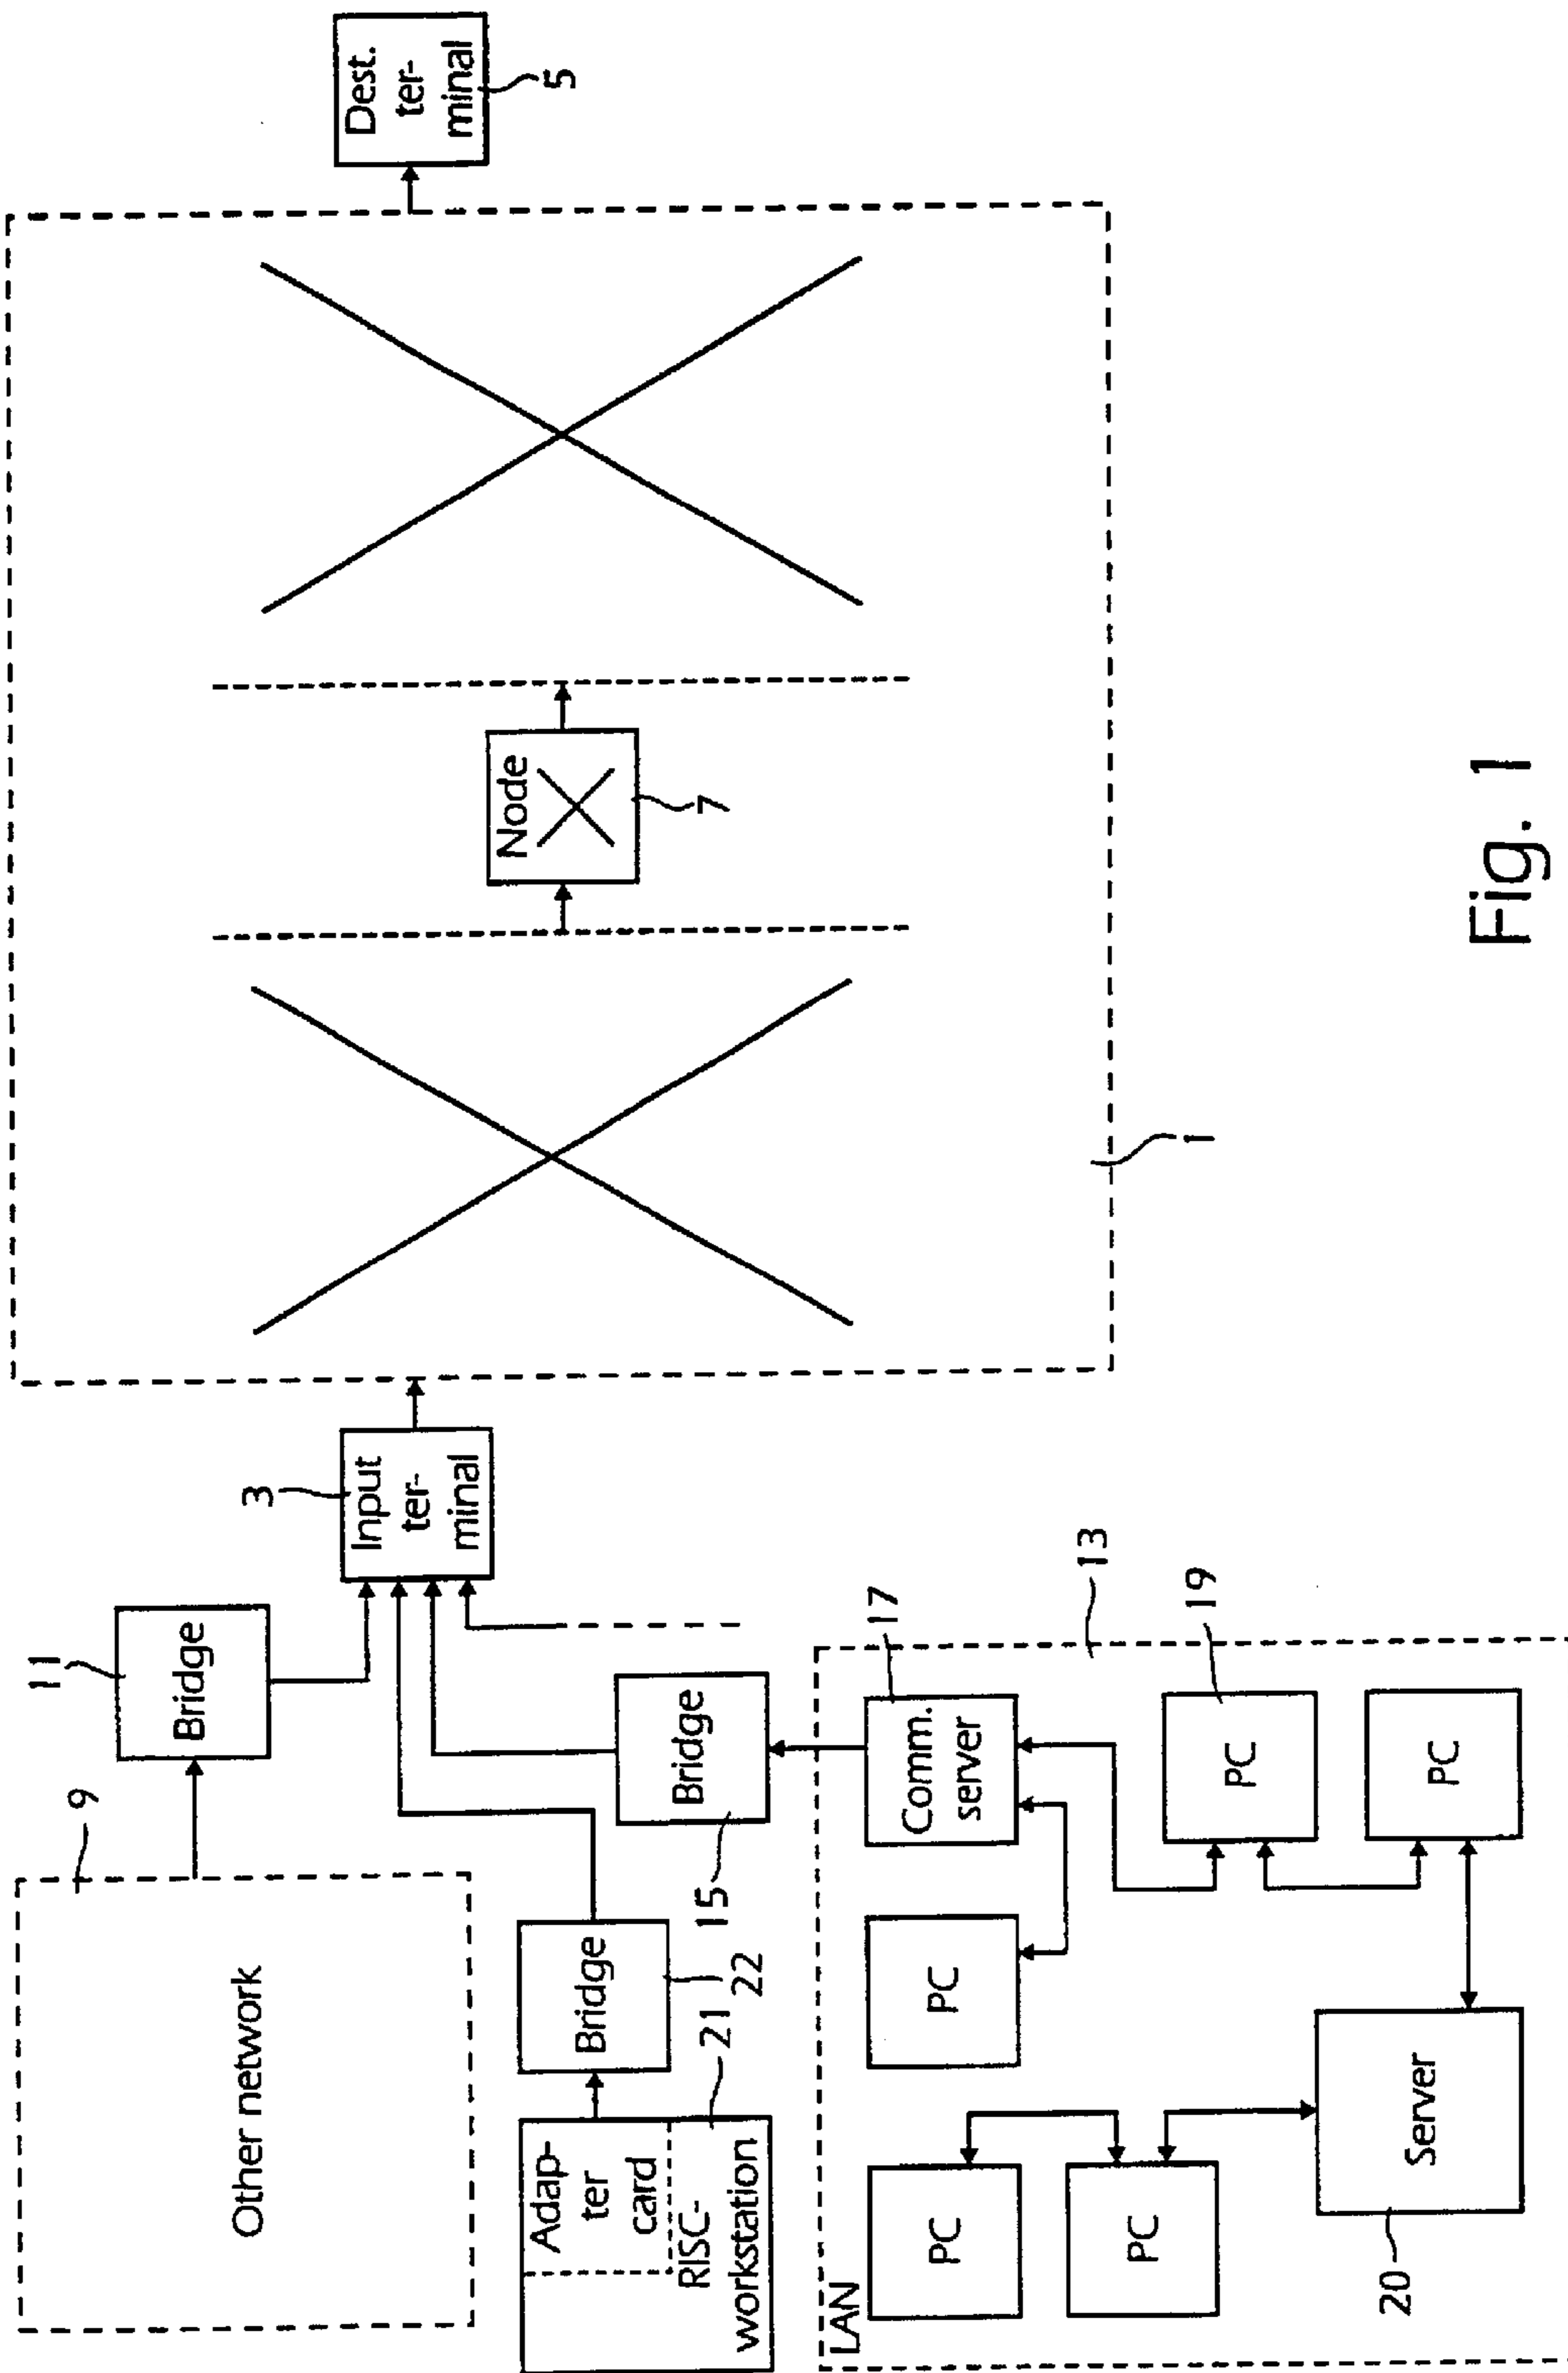 Other network
9
11
Bridge
3
Input
ter-
minal
Dest.
ter-
minal
5
Node
7
1
Adap-
ter
card
RISC-
workstation
21
Bridge
22
Bridge
15
LAN
13
17
Comm.
server
PC
PC
PC
19
PC
PC
Server
20
Fig. 1